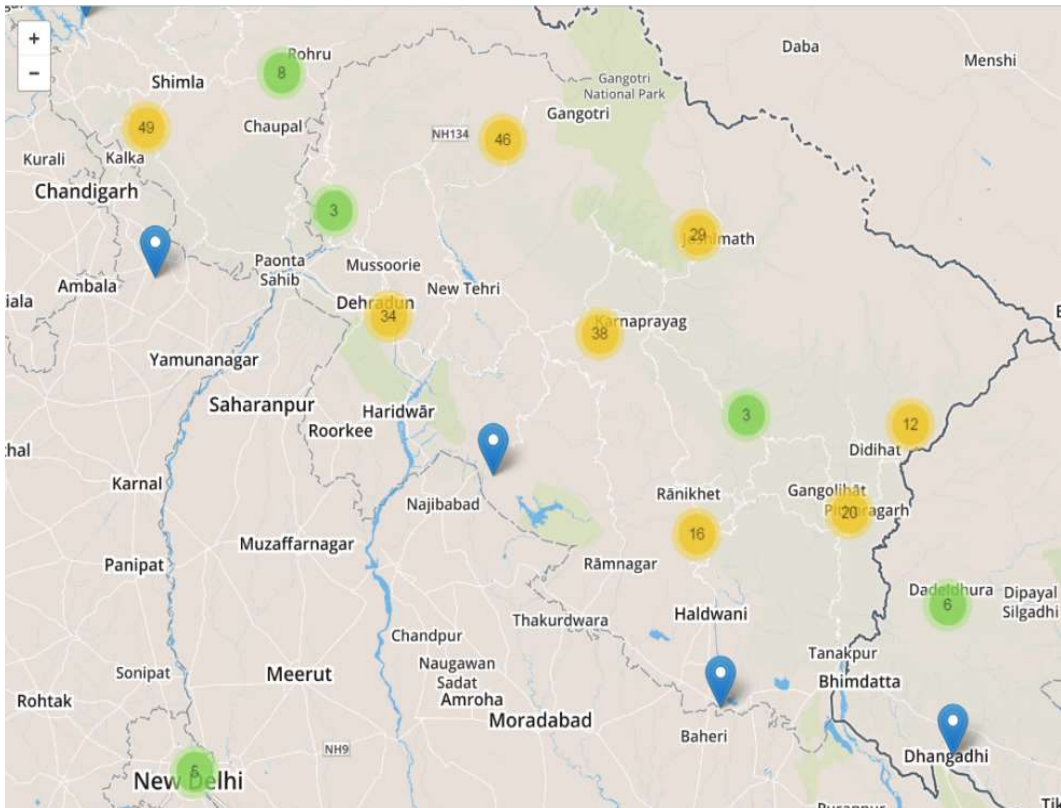 +
−
Rohru
8
Shimla
Daba
Menshi
Gangotri
National Park
Gangotri
49
Chaupal
NH134
46
Kurali
Kalka
Chandigarh
3
29
Joshimath
Paonta
Sahib
Mussoorie
Ambala
iala
New Tehri
Dehradun
34
Karnaprayag
38
Yamunanagar
Saharanpur
Haridwār
Roorkee
3
12
Didihat
hal
Karnal
Najibabad
Rānikhet
Gangolihāt
Pithoragarh
20
16
Muzaffarnagar
Panipat
Rāmnagar
Dadeldhura
6
Dipayal
Silgadhi
Thakurdwara
Haldwani
Chandpur
Tanakpur
Sonipat
Meerut
Naugawan
Sadat
Amroha
Bhimdatta
Rohtak
Moradabad
Baheri
NH9
Dhangadhi
5
New Delhi